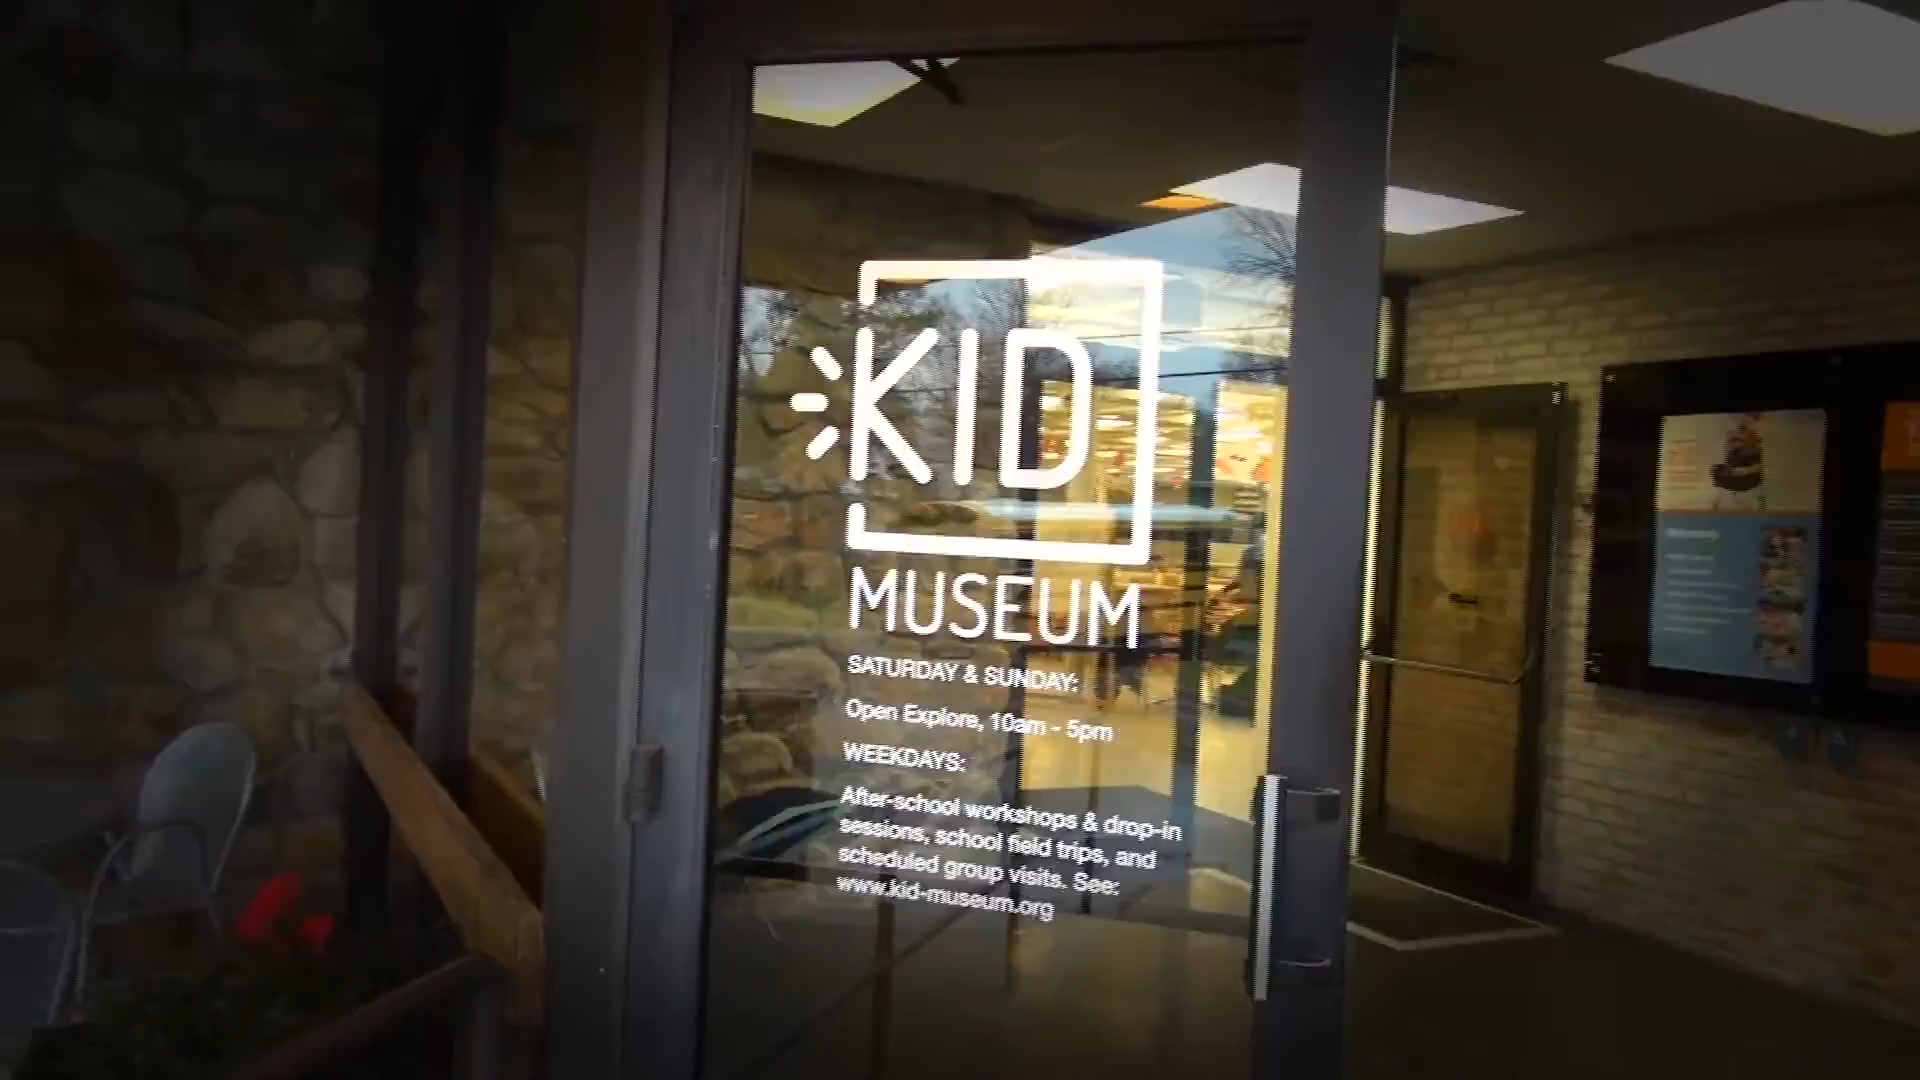 KID
MUSEUM
SATURDAY & SUNDAY:
Open Explore, 10am - 5pm
WEEKDAYS:
After-school workshops & drop-in
sessions, school field trips, and
scheduled group visits. See:
www.kid-museum.org